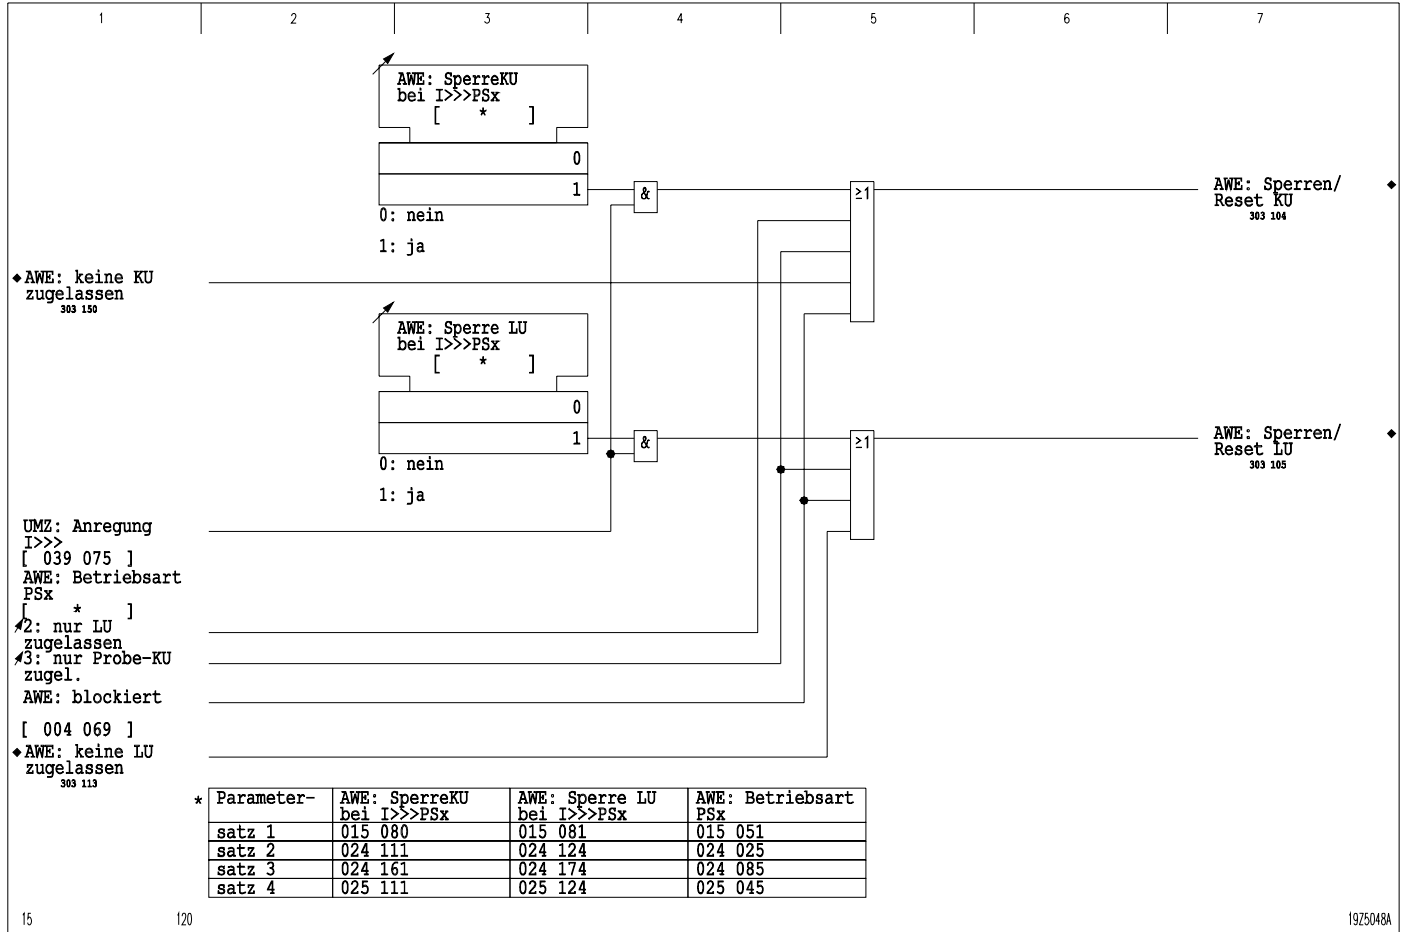 1 2 3 4 5 6 7
AWE: SperreKU
bei I>>>PSx
[ * ]
0
1
0: nein
1: ja
&
≥1
AWE: Sperren/
Reset KU
303 104
AWE: keine KU
zugelassen
303 150
AWE: Sperre LU
bei I>>>PSx
[ * ]
0
1
0: nein
1: ja
&
≥1
AWE: Sperren/
Reset LU
303 105
UMZ: Anregung
I>>>
[ 039 075 ]
AWE: Betriebsart
PSx
[ * ]
2: nur LU
zugelassen
3: nur Probe-KU
zugel.
AWE: blockiert
[ 004 069 ]
AWE: keine LU
zugelassen
303 113
* Parameter- AWE: SperreKU AWE: Sperre LU AWE: Betriebsart
bei I>>>PSx bei I>>>PSx PSx
satz 1 015 080 015 081 015 051
satz 2 024 111 024 124 024 025
satz 3 024 161 024 174 024 085
satz 4 025 111 025 124 025 045
15 120 19Z5048A